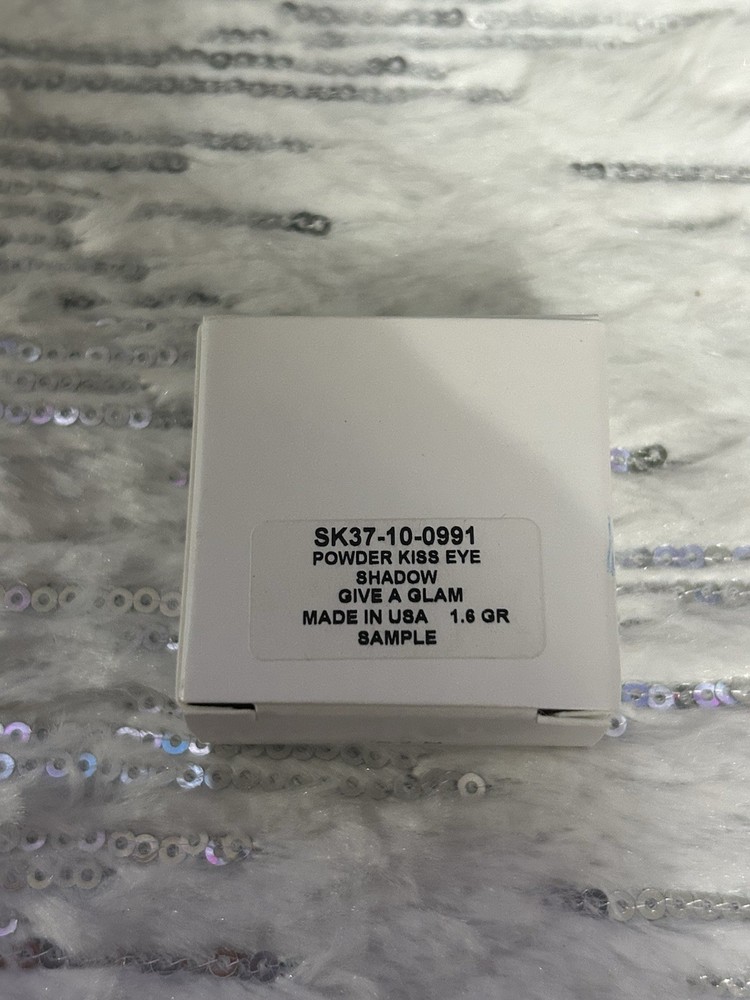 SK37-10-0991
POWDER KISS EYE
SHADOW
GIVE A GLAM
MADE IN USA 1.6 GR
SAMPLE